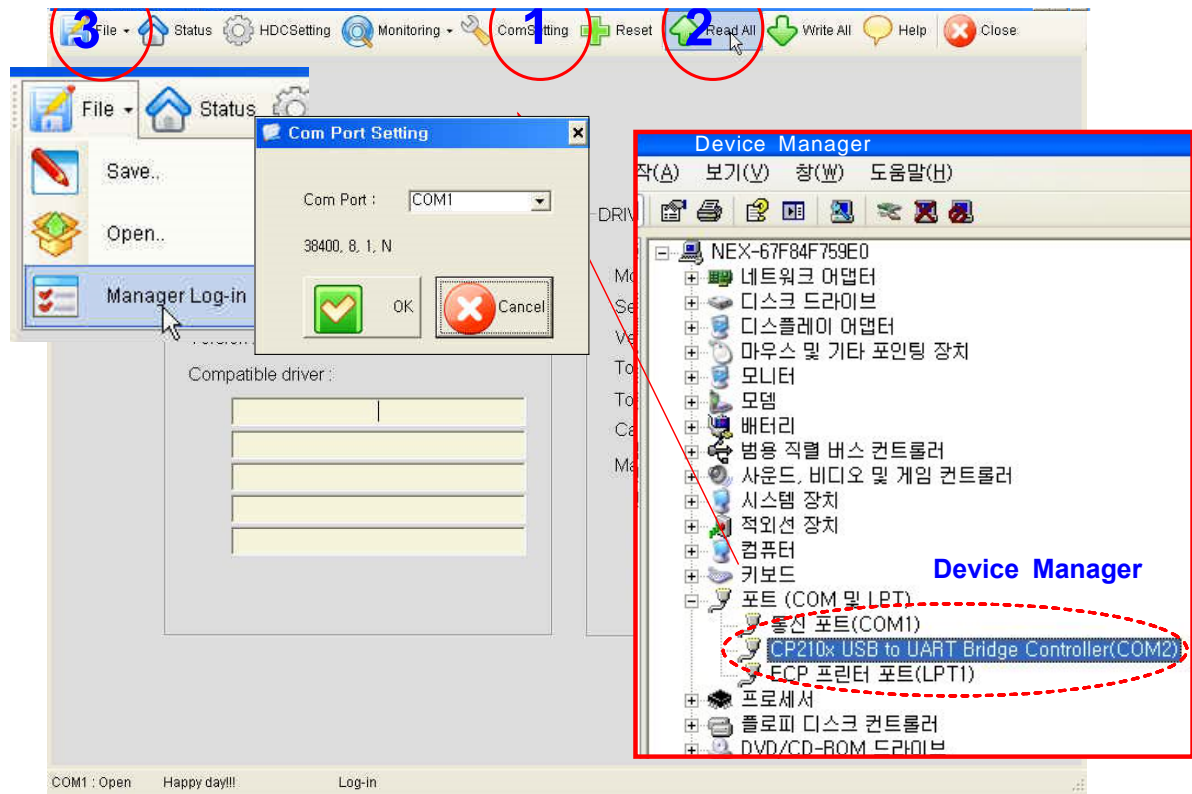 3 1 2
File Status HDCSetting Monitoring ComSetting Reset Read All Write All Help Close
File Status
Save..
Open..
Manager Log-in
Com Port Setting
Com Port : COM1
38400, 8, 1, N
OK Cancel
Compatible driver :
DRIV
Mo
Se
Ve
To
To
Ca
Ma
Device Manager
작(A) 보기(V) 창(W) 도움말(H)
NEX-67F84F759E0
네트워크 어댑터
디스크 드라이브
디스플레이 어댑터
마우스 및 기타 포인팅 장치
모니터
모뎀
배터리
범용 직렬 버스 컨트롤러
사운드, 비디오 및 게임 컨트롤러
시스템 장치
적외선 장치
컴퓨터
키보드
Device Manager
포트 (COM 및 LPT)
통신 포트(COM1)
CP210x USB to UART Bridge Controller(COM2)
ECP 프린터 포트(LPT1)
프로세서
플로피 디스크 컨트롤러
DVD/CD-ROM 드라이브
COM1 : Open Happy day!!! Log-in